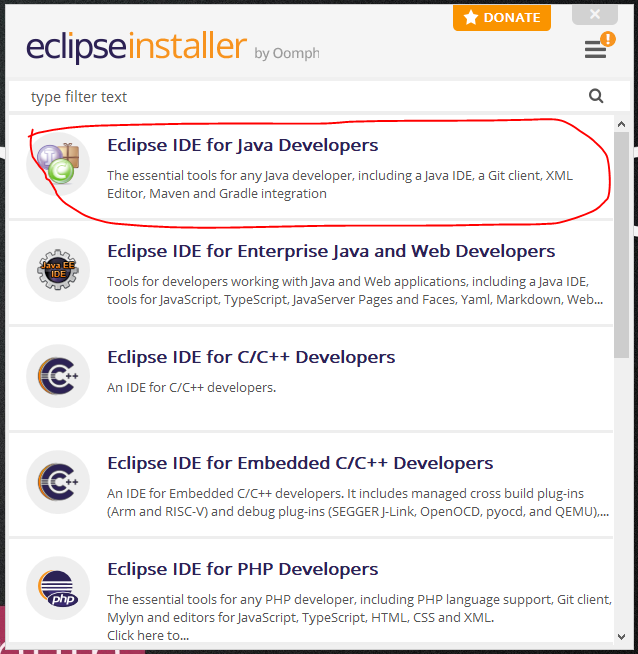 DONATE
eclipseinstaller by Oomph
type filter text
Eclipse IDE for Java Developers
The essential tools for any Java developer, including a Java IDE, a Git client, XML
Editor, Maven and Gradle integration
Java EE
IDE
Eclipse IDE for Enterprise Java and Web Developers
Tools for developers working with Java and Web applications, including a Java IDE,
tools for JavaScript, TypeScript, JavaServer Pages and Faces, Yaml, Markdown, Web...
C++
Eclipse IDE for C/C++ Developers
An IDE for C/C++ developers.
C++
Eclipse IDE for Embedded C/C++ Developers
An IDE for Embedded C/C++ developers. It includes managed cross build plug-ins
(Arm and RISC-V) and debug plug-ins (SEGGER J-Link, OpenOCD, pyocd, and QEMU),...
php
Eclipse IDE for PHP Developers
The essential tools for any PHP developer, including PHP language support, Git client,
Mylyn and editors for JavaScript, TypeScript, HTML, CSS and XML.
Click here to...